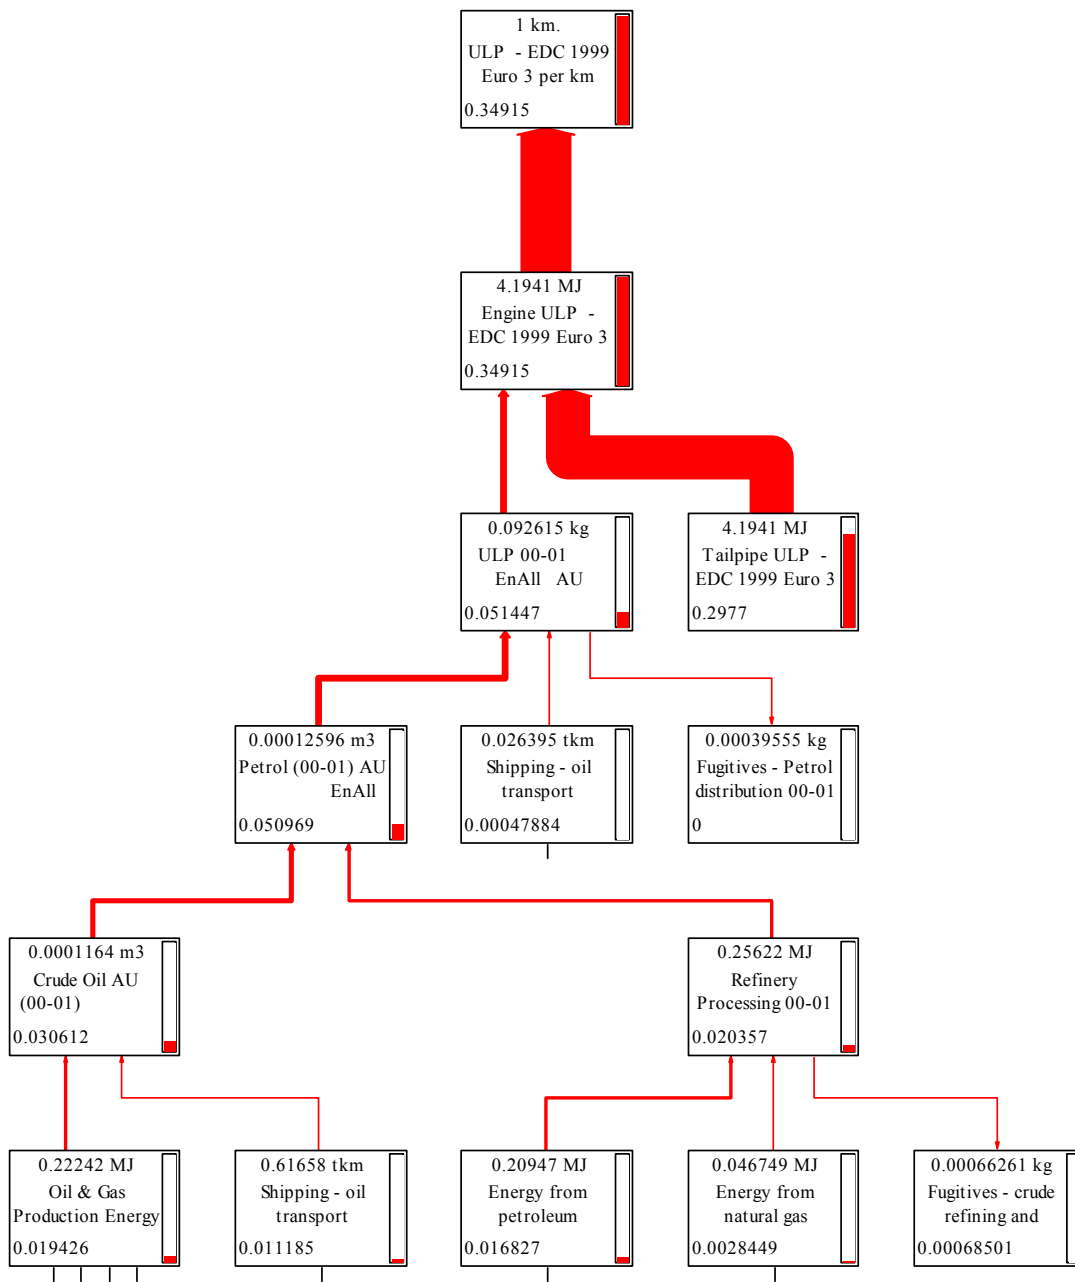 1 km.
ULP - EDC 1999
Euro 3 per km
0.34915
4.1941 MJ
Engine ULP -
EDC 1999 Euro 3
0.34915
0.092615 kg
ULP 00-01
EnAll AU
0.051447
4.1941 MJ
Tailpipe ULP -
EDC 1999 Euro 3
0.2977
0.00012596 m3
Petrol (00-01) AU
EnAll
0.050969
0.026395 tkm
Shipping - oil
transport
0.00047884
0.00039555 kg
Fugitives - Petrol
distribution 00-01
0
0.0001164 m3
Crude Oil AU
(00-01)
0.030612
0.25622 MJ
Refinery
Processing 00-01
0.020357
0.22242 MJ
Oil & Gas
Production Energy
0.019426
0.61658 tkm
Shipping - oil
transport
0.011185
0.20947 MJ
Energy from
petroleum
0.016827
0.046749 MJ
Energy from
natural gas
0.0028449
0.00066261 kg
Fugitives - crude
refining and
0.00068501